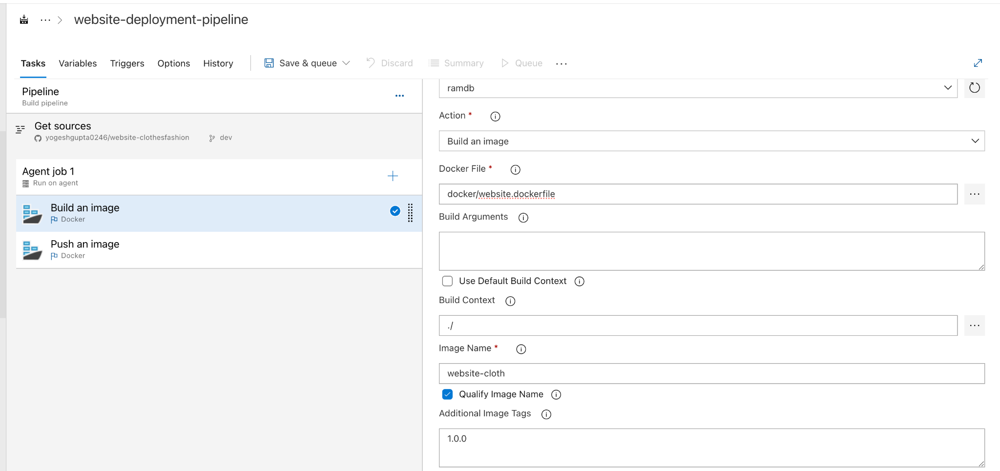 website-deployment-pipeline
Tasks Variables Triggers Options History Save & queue Discard Summary Queue
Pipeline
Build pipeline
Get sources
yogeshgupta0246/website-clothesfashion dev
Agent job 1
Run on agent
Build an image
Docker
Push an image
Docker
ramdb
Action *
Build an image
Docker File *
docker/website.dockerfile
Build Arguments
Use Default Build Context
Build Context
./
Image Name *
website-cloth
Qualify Image Name
Additional Image Tags
1.0.0